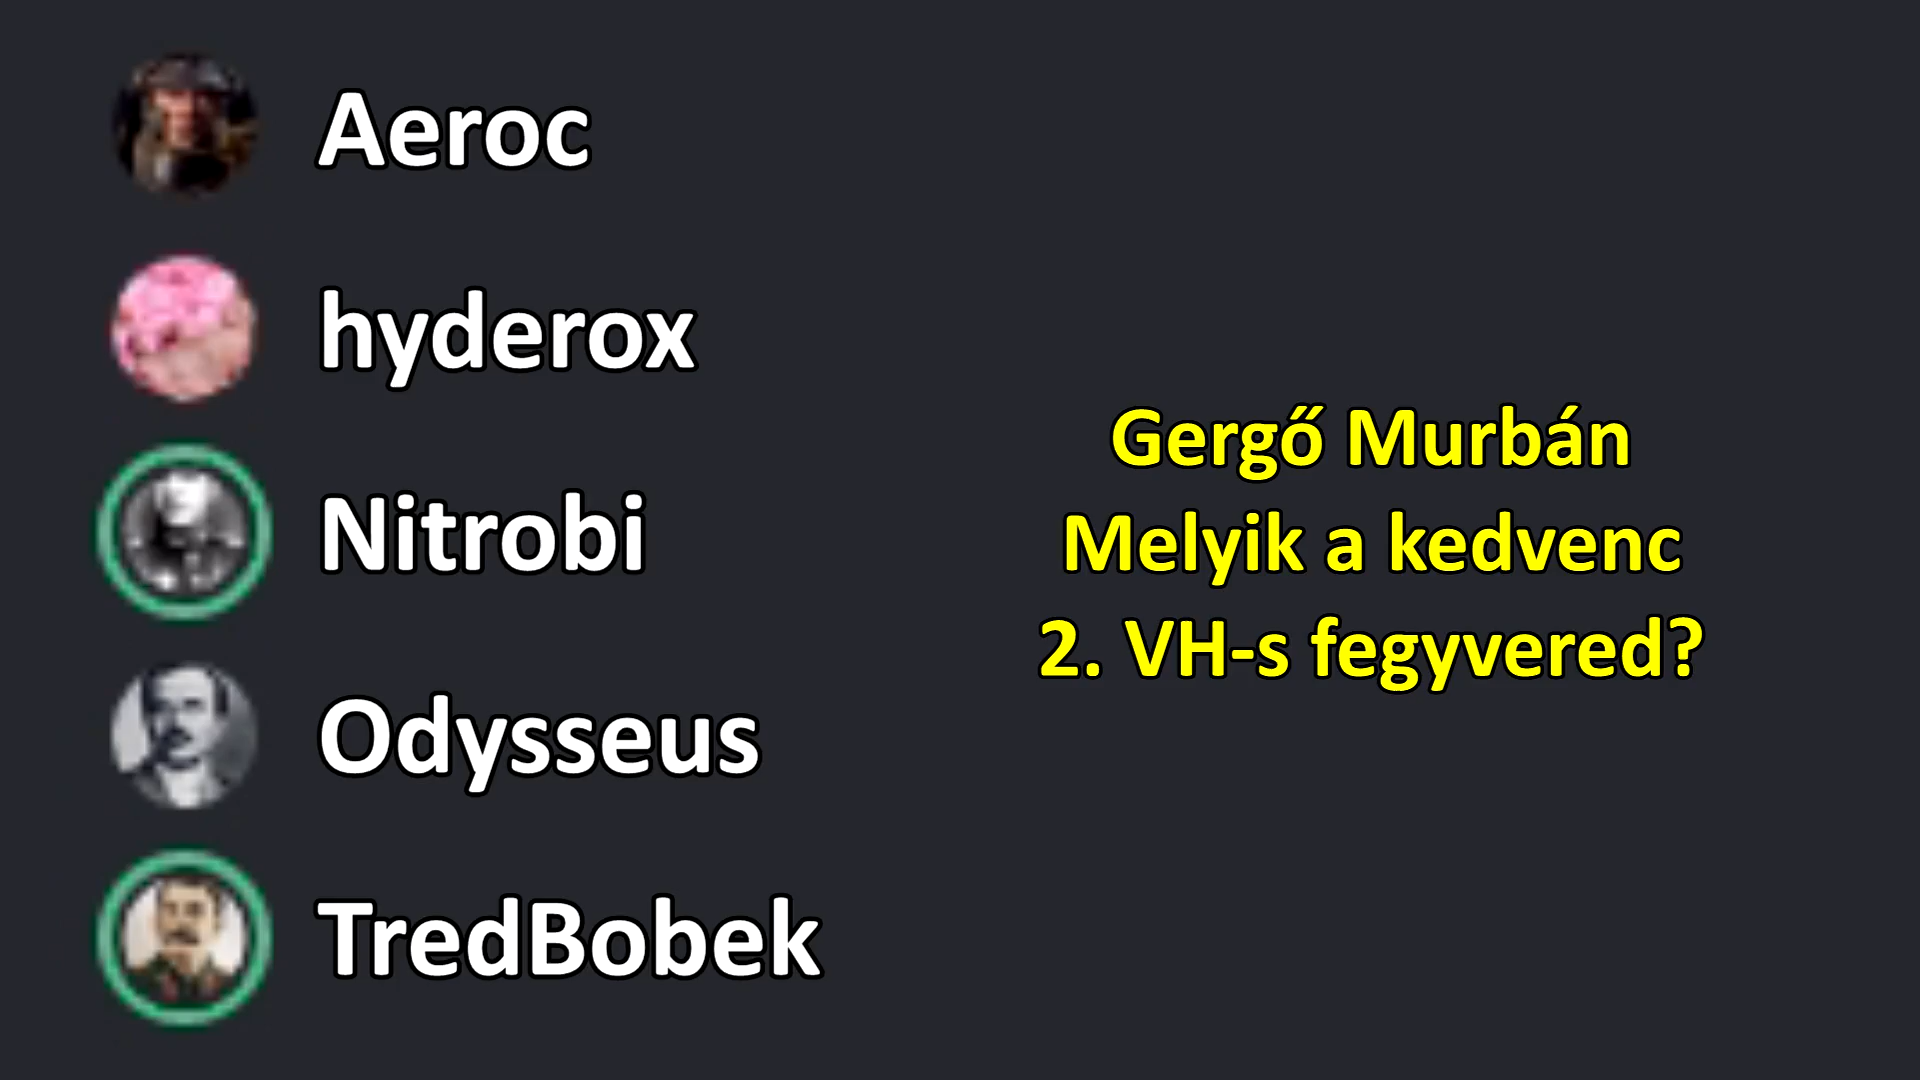 Aeroc
hyderox
Nitrobi
Odysseus
TredBobek
Gergő Murbán
Melyik a kedvenc
2. VH-s fegyvered?